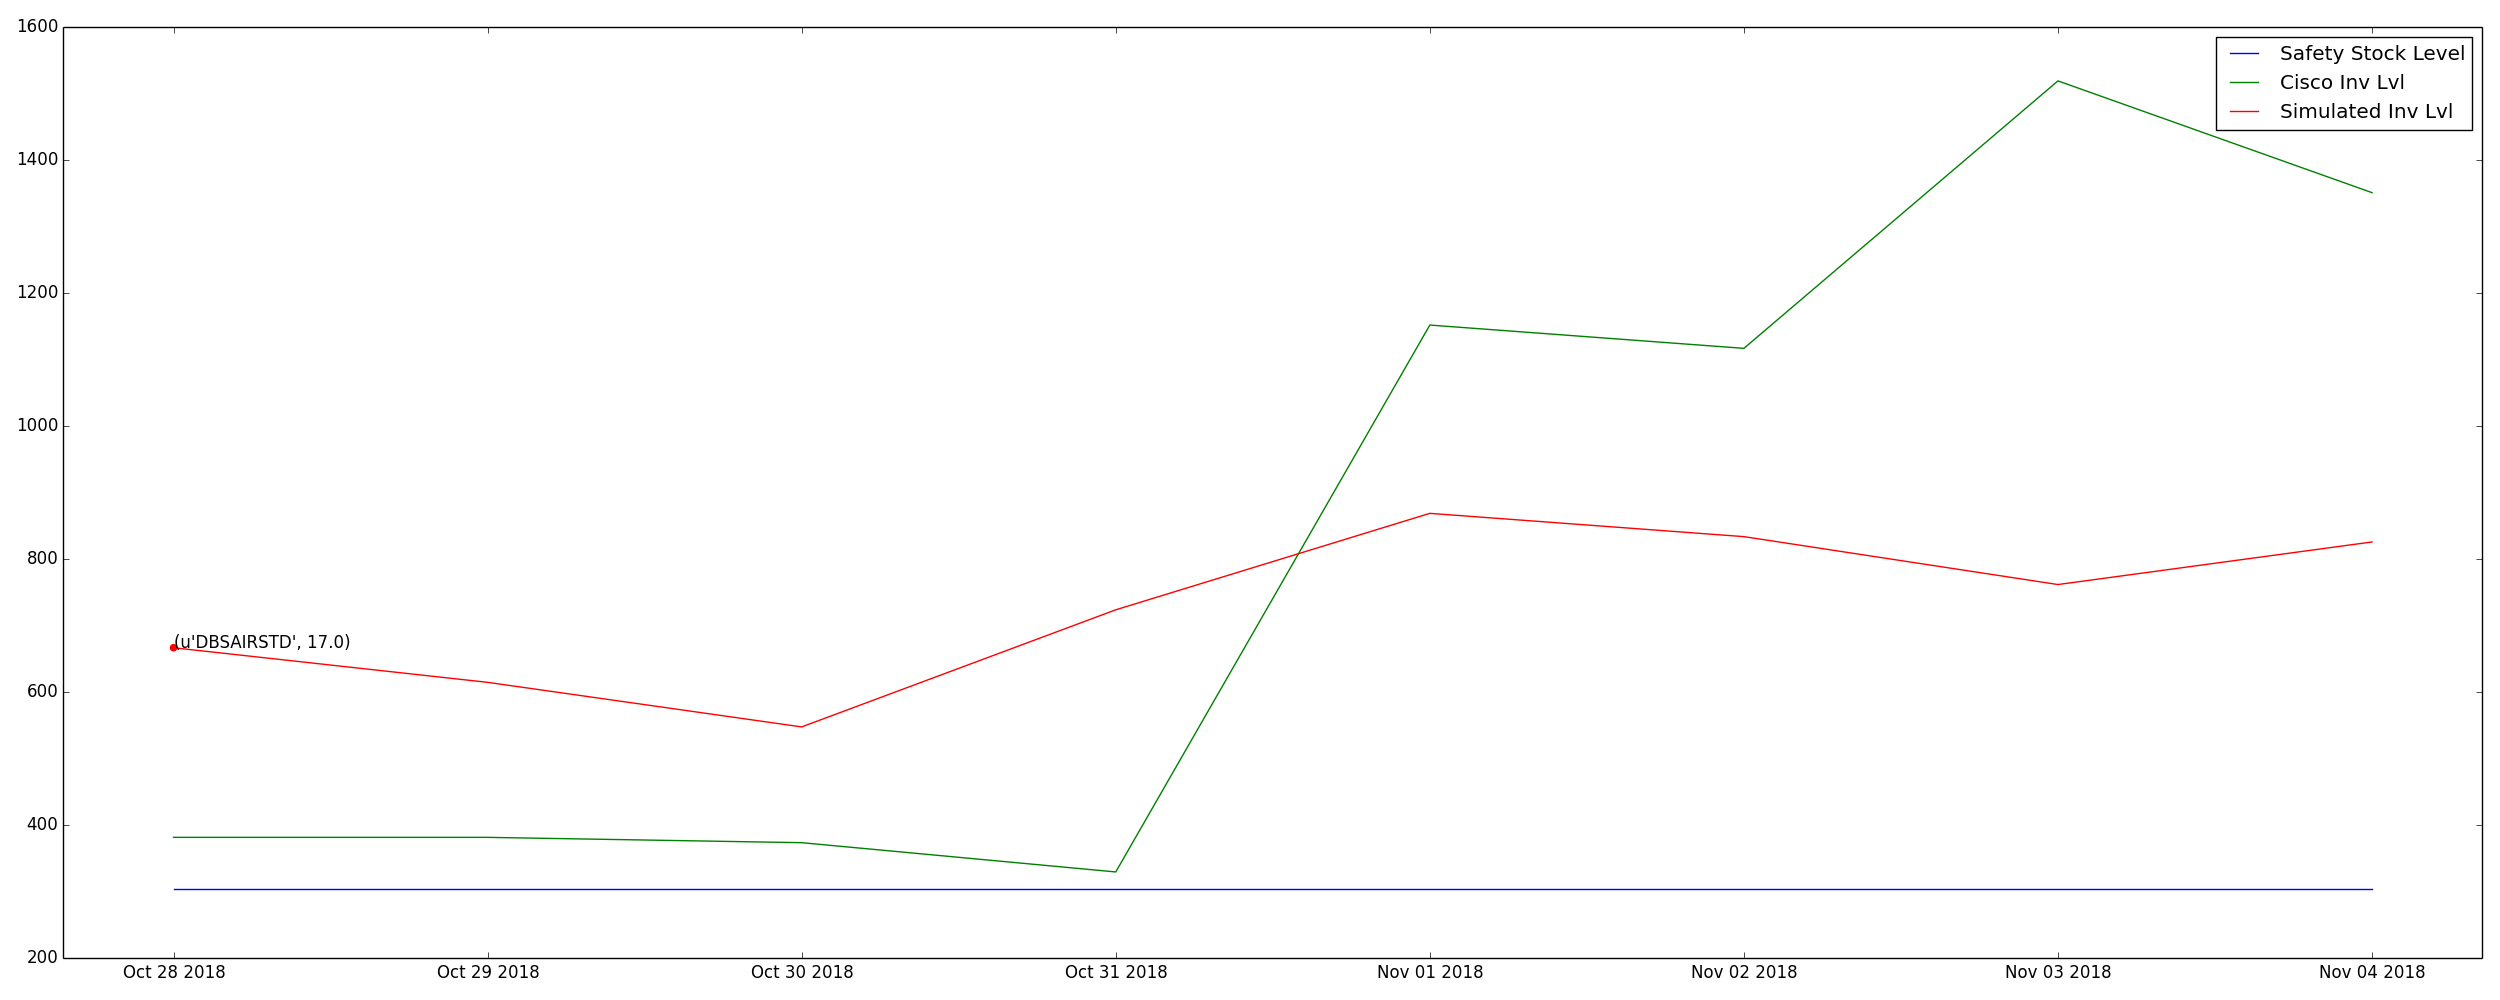 1600
1400
1200
1000
800
600
400
200
Safety Stock Level
Cisco Inv Lvl
Simulated Inv Lvl
(u'DBSAIRSTD', 17.0)
Oct 28 2018 Oct 29 2018 Oct 30 2018 Oct 31 2018 Nov 01 2018 Nov 02 2018 Nov 03 2018 Nov 04 2018